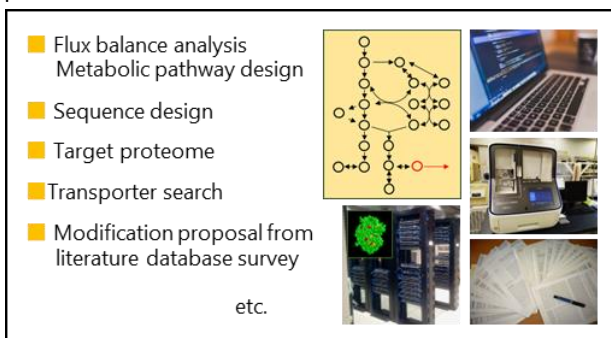 Flux balance analysis
Metabolic pathway design
Sequence design
Target proteome
Transporter search
Modification proposal from
literature database survey
etc.